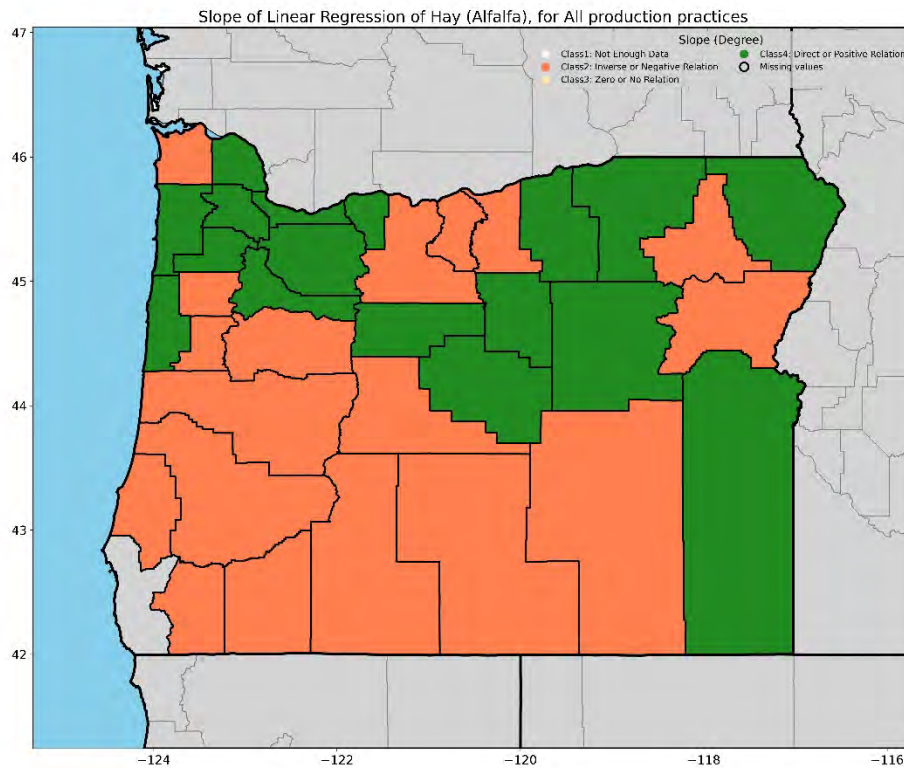 Slope of Linear Regression of Hay (Alfalfa), for All production practices
Slope (Degree)
Class1: Not Enough Data
Class2: Inverse or Negative Relation
Class3: Zero or No Relation
Class4: Direct or Positive Relation
Missing values
47
46
45
44
43
42
−124
−122
−120
−118
−116